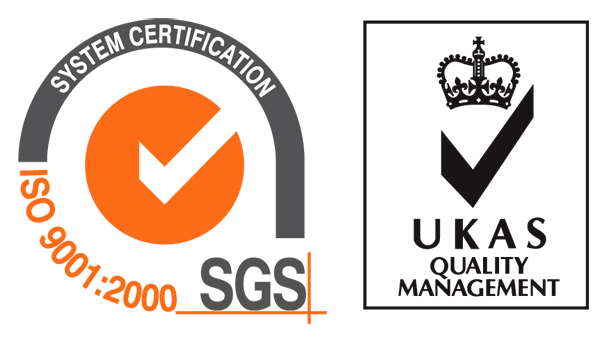 SYSTEM CERTIFICATION
ISO 9001:2000
SGS
UKAS
QUALITY
MANAGEMENT